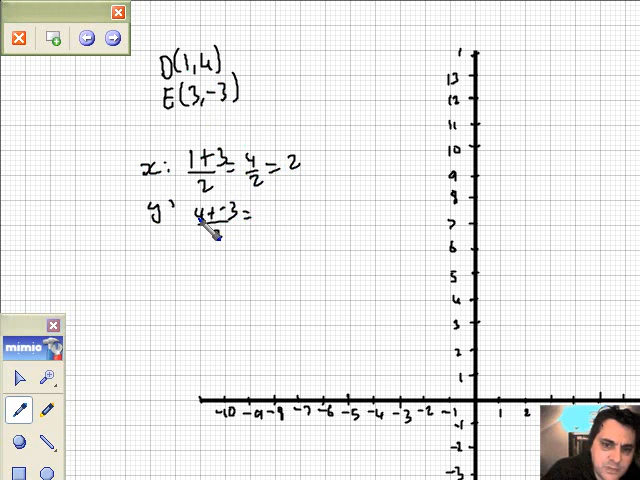 D(1,4)
E(3,-3)
x: 1+3/2 = 4/2 = 2
y: 4+-3/2 =
mimio
13
12
11
10
9
8
7
6
5
4
3
2
1
-10 -9 -8 -7 -6 -5 -4 -3 -2 -1 1 2
-1
-2
-3